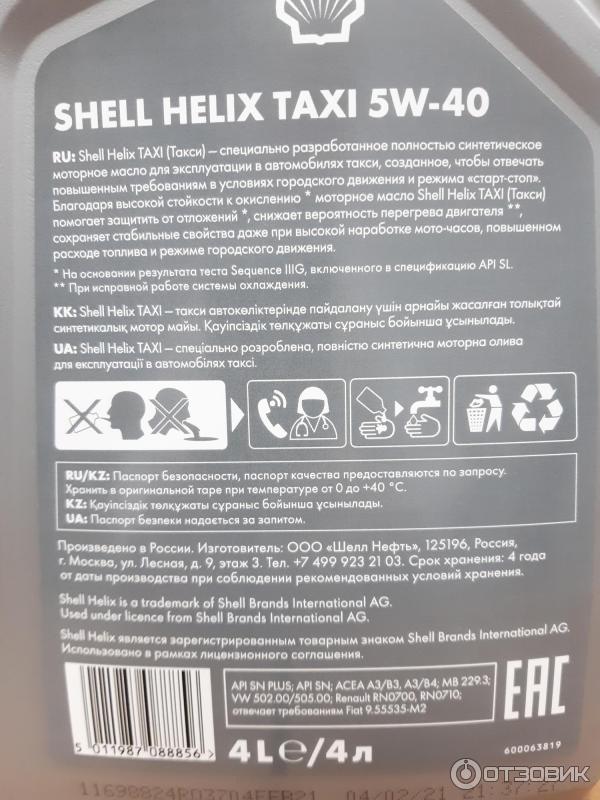 SHELL HELIX TAXI 5W-40
RU: Shell Helix TAXI (Такси) – специально разработанное полностью синтетическое
моторное масло для эксплуатации в автомобилях такси, созданное, чтобы отвечать
повышенным требованиям в условиях городского движения и режима «старт-стоп».
Благодаря высокой стойкости к окислению * моторное масло Shell Helix TAXI (Такси)
помогает защитить от отложений *, снижает вероятность перегрева двигателя **,
сохраняет стабильные свойства даже при высокой наработке мото-часов, повышенном
расходе топлива и режиме городского движения.
* На основании результата теста Sequence IIIG, включенного в спецификацию API SL.
** При исправной работе системы охлаждения.
KK: Shell Helix TAXI – такси автокөліктерінде пайдалану үшін арнайы жасалған толықтай
синтетикалық мотор майы. Қауіпсіздік төлқұжаты сұраныс бойынша ұсынылады.
UA: Shell Helix TAXI – спеціально розроблена, повністю синтетична моторна олива
для експлуатації в автомобілях таксі.
RU/KZ: Паспорт безопасности, паспорт качества предоставляются по запросу.
Хранить в оригинальной таре при температуре от 0 до +40 °C.
KZ: Қауіпсіздік төлқұжаты сұраныс бойынша ұсынылады.
UA: Паспорт безпеки надається за запитом.
Произведено в России. Изготовитель: ООО «Шелл Нефть», 125196, Россия,
г. Москва, ул. Лесная, д. 9, этаж 3. Тел. +7 499 923 21 03. Срок хранения: 4 года
от даты производства при соблюдении рекомендованных условий хранения.
Shell Helix is a trademark of Shell Brands International AG.
Used under licence from Shell Brands International AG.
Shell Helix является зарегистрированным товарным знаком Shell Brands International AG.
Использовано в рамках лицензионного соглашения.
API SN PLUS; API SN; ACEA A3/B3, A3/B4; MB 229.3;
VW 502.00/505.00; Renault RN0700, RN0710;
отвечает требованиям Fiat 9.55535-M2
EAC
5 011987 088856
4 L e / 4 л
600063819
04/02/21 21:37:2
ОТЗОВИК